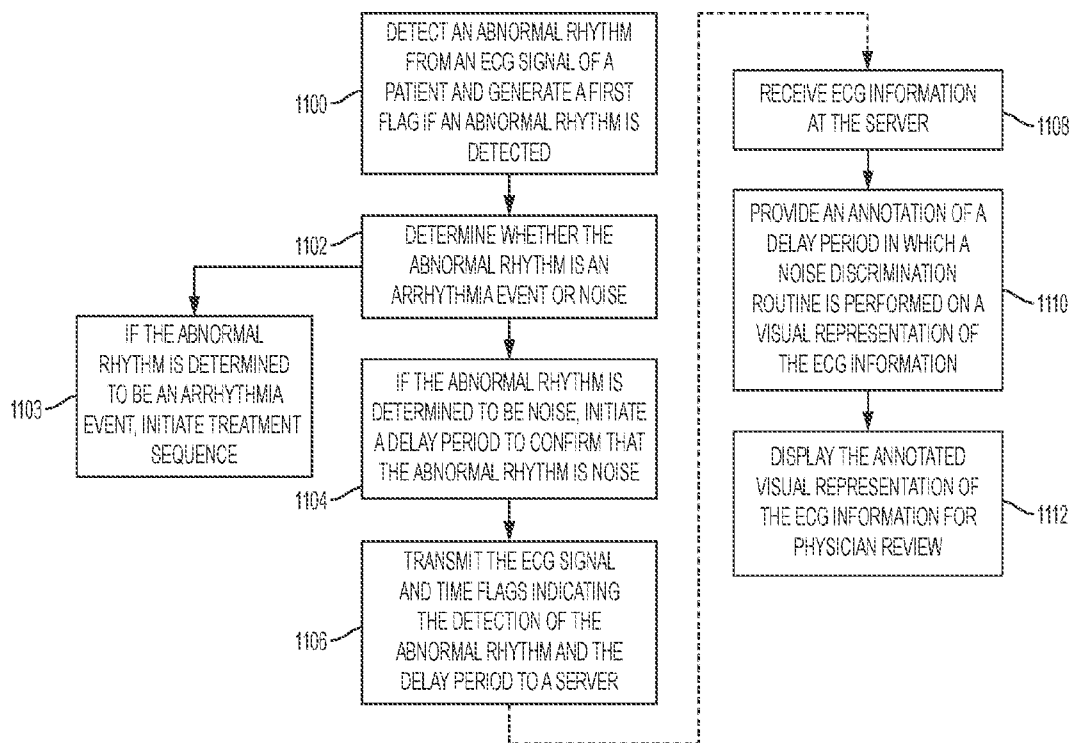 DETECT AN ABNORMAL RHYTHM
FROM AN ECG SIGNAL OF A
PATIENT AND GENERATE A FIRST
FLAG IF AN ABNORMAL RHYTHM IS
DETECTED
1100
DETERMINE WHETHER THE
ABNORMAL RHYTHM IS AN
ARRHYTHMIA EVENT OR NOISE
1102
IF THE ABNORMAL
RHYTHM IS DETERMINED
TO BE AN ARRHYTHMIA
EVENT, INITIATE TREATMENT
SEQUENCE
1103
IF THE ABNORMAL RHYTHM IS
DETERMINED TO BE NOISE, INITIATE
A DELAY PERIOD TO CONFIRM THAT
THE ABNORMAL RHYTHM IS NOISE
1104
TRANSMIT THE ECG SIGNAL
AND TIME FLAGS INDICATING
THE DETECTION OF THE
ABNORMAL RHYTHM AND THE
DELAY PERIOD TO A SERVER
1106
RECEIVE ECG INFORMATION
AT THE SERVER
1108
PROVIDE AN ANNOTATION OF A
DELAY PERIOD IN WHICH A
NOISE DISCRIMINATION
ROUTINE IS PERFORMED ON A
VISUAL REPRESENTATION OF
THE ECG INFORMATION
1110
DISPLAY THE ANNOTATED
VISUAL REPRESENTATION OF
THE ECG INFORMATION FOR
PHYSICIAN REVIEW
1112